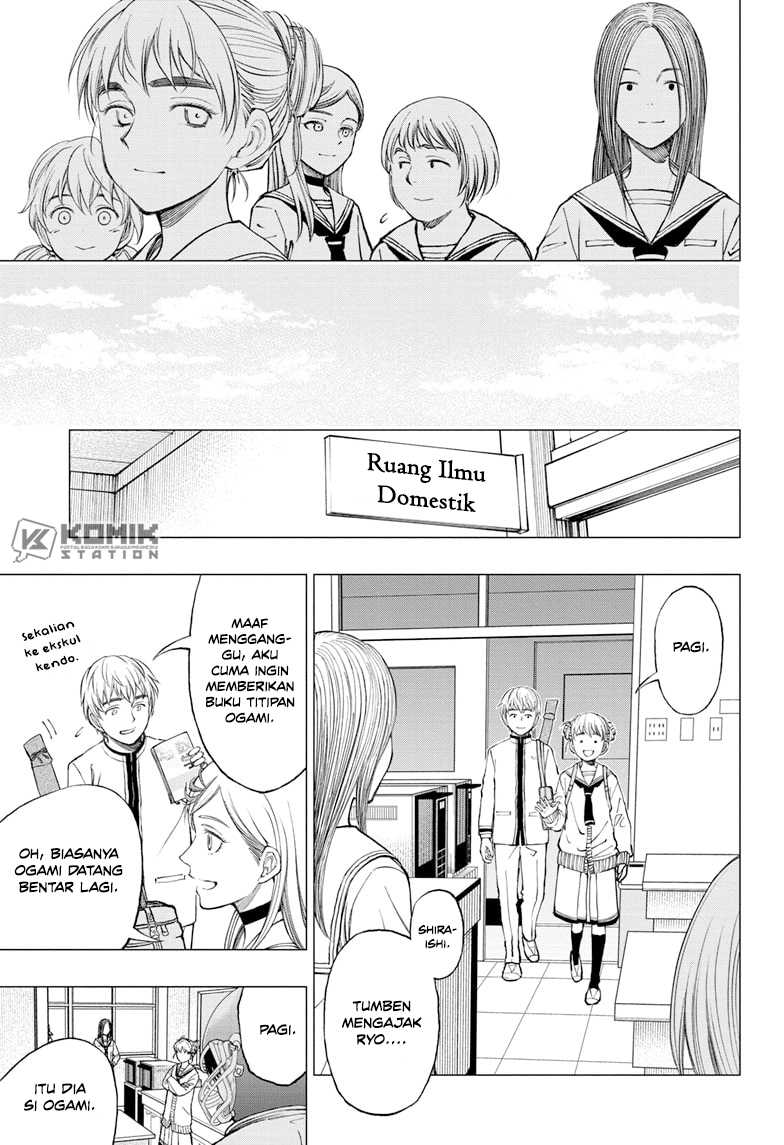 Ruang Ilmu
Domestik
KOMIK
STATION
PAGI.
SHIRA-
ISHI.
TUMBEN
MENGAJAK
RYO....
MAAF
MENGGANG-
GU, AKU
CUMA INGIN
MEMBERIKAN
BUKU TITIPAN
OGAMI.
Sekalian
ke ekskul
kendo.
OH, BIASANYA
OGAMI DATANG
BENTAR LAGI.
PAGI.
ITU DIA
SI OGAMI.